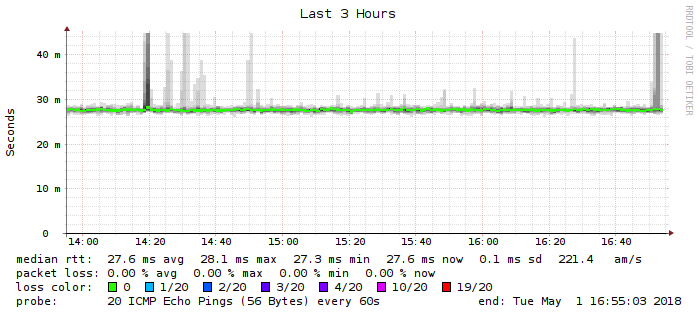 Last 3 Hours
RRDTOOL / TOBI OETIKER
Seconds
40 m
30 m
20 m
10 m
0
14:00 14:20 14:40 15:00 15:20 15:40 16:00 16:20 16:40
median rtt: 27.6 ms avg 28.1 ms max 27.3 ms min 27.6 ms now 0.1 ms sd 221.4 am/s
packet loss: 0.00 % avg 0.00 % max 0.00 % min 0.00 % now
loss color: 0 1/20 2/20 3/20 4/20 10/20 19/20
probe: 20 ICMP Echo Pings (56 Bytes) every 60s end: Tue May 1 16:55:03 2018